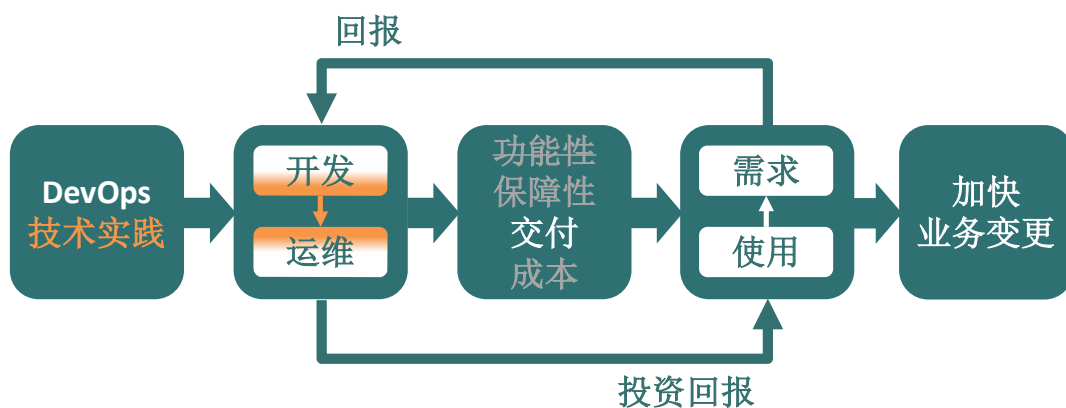 回报
DevOps
技术实践
开发
运维
功能性
保障性
交付
成本
需求
使用
加快
业务变更
投资回报